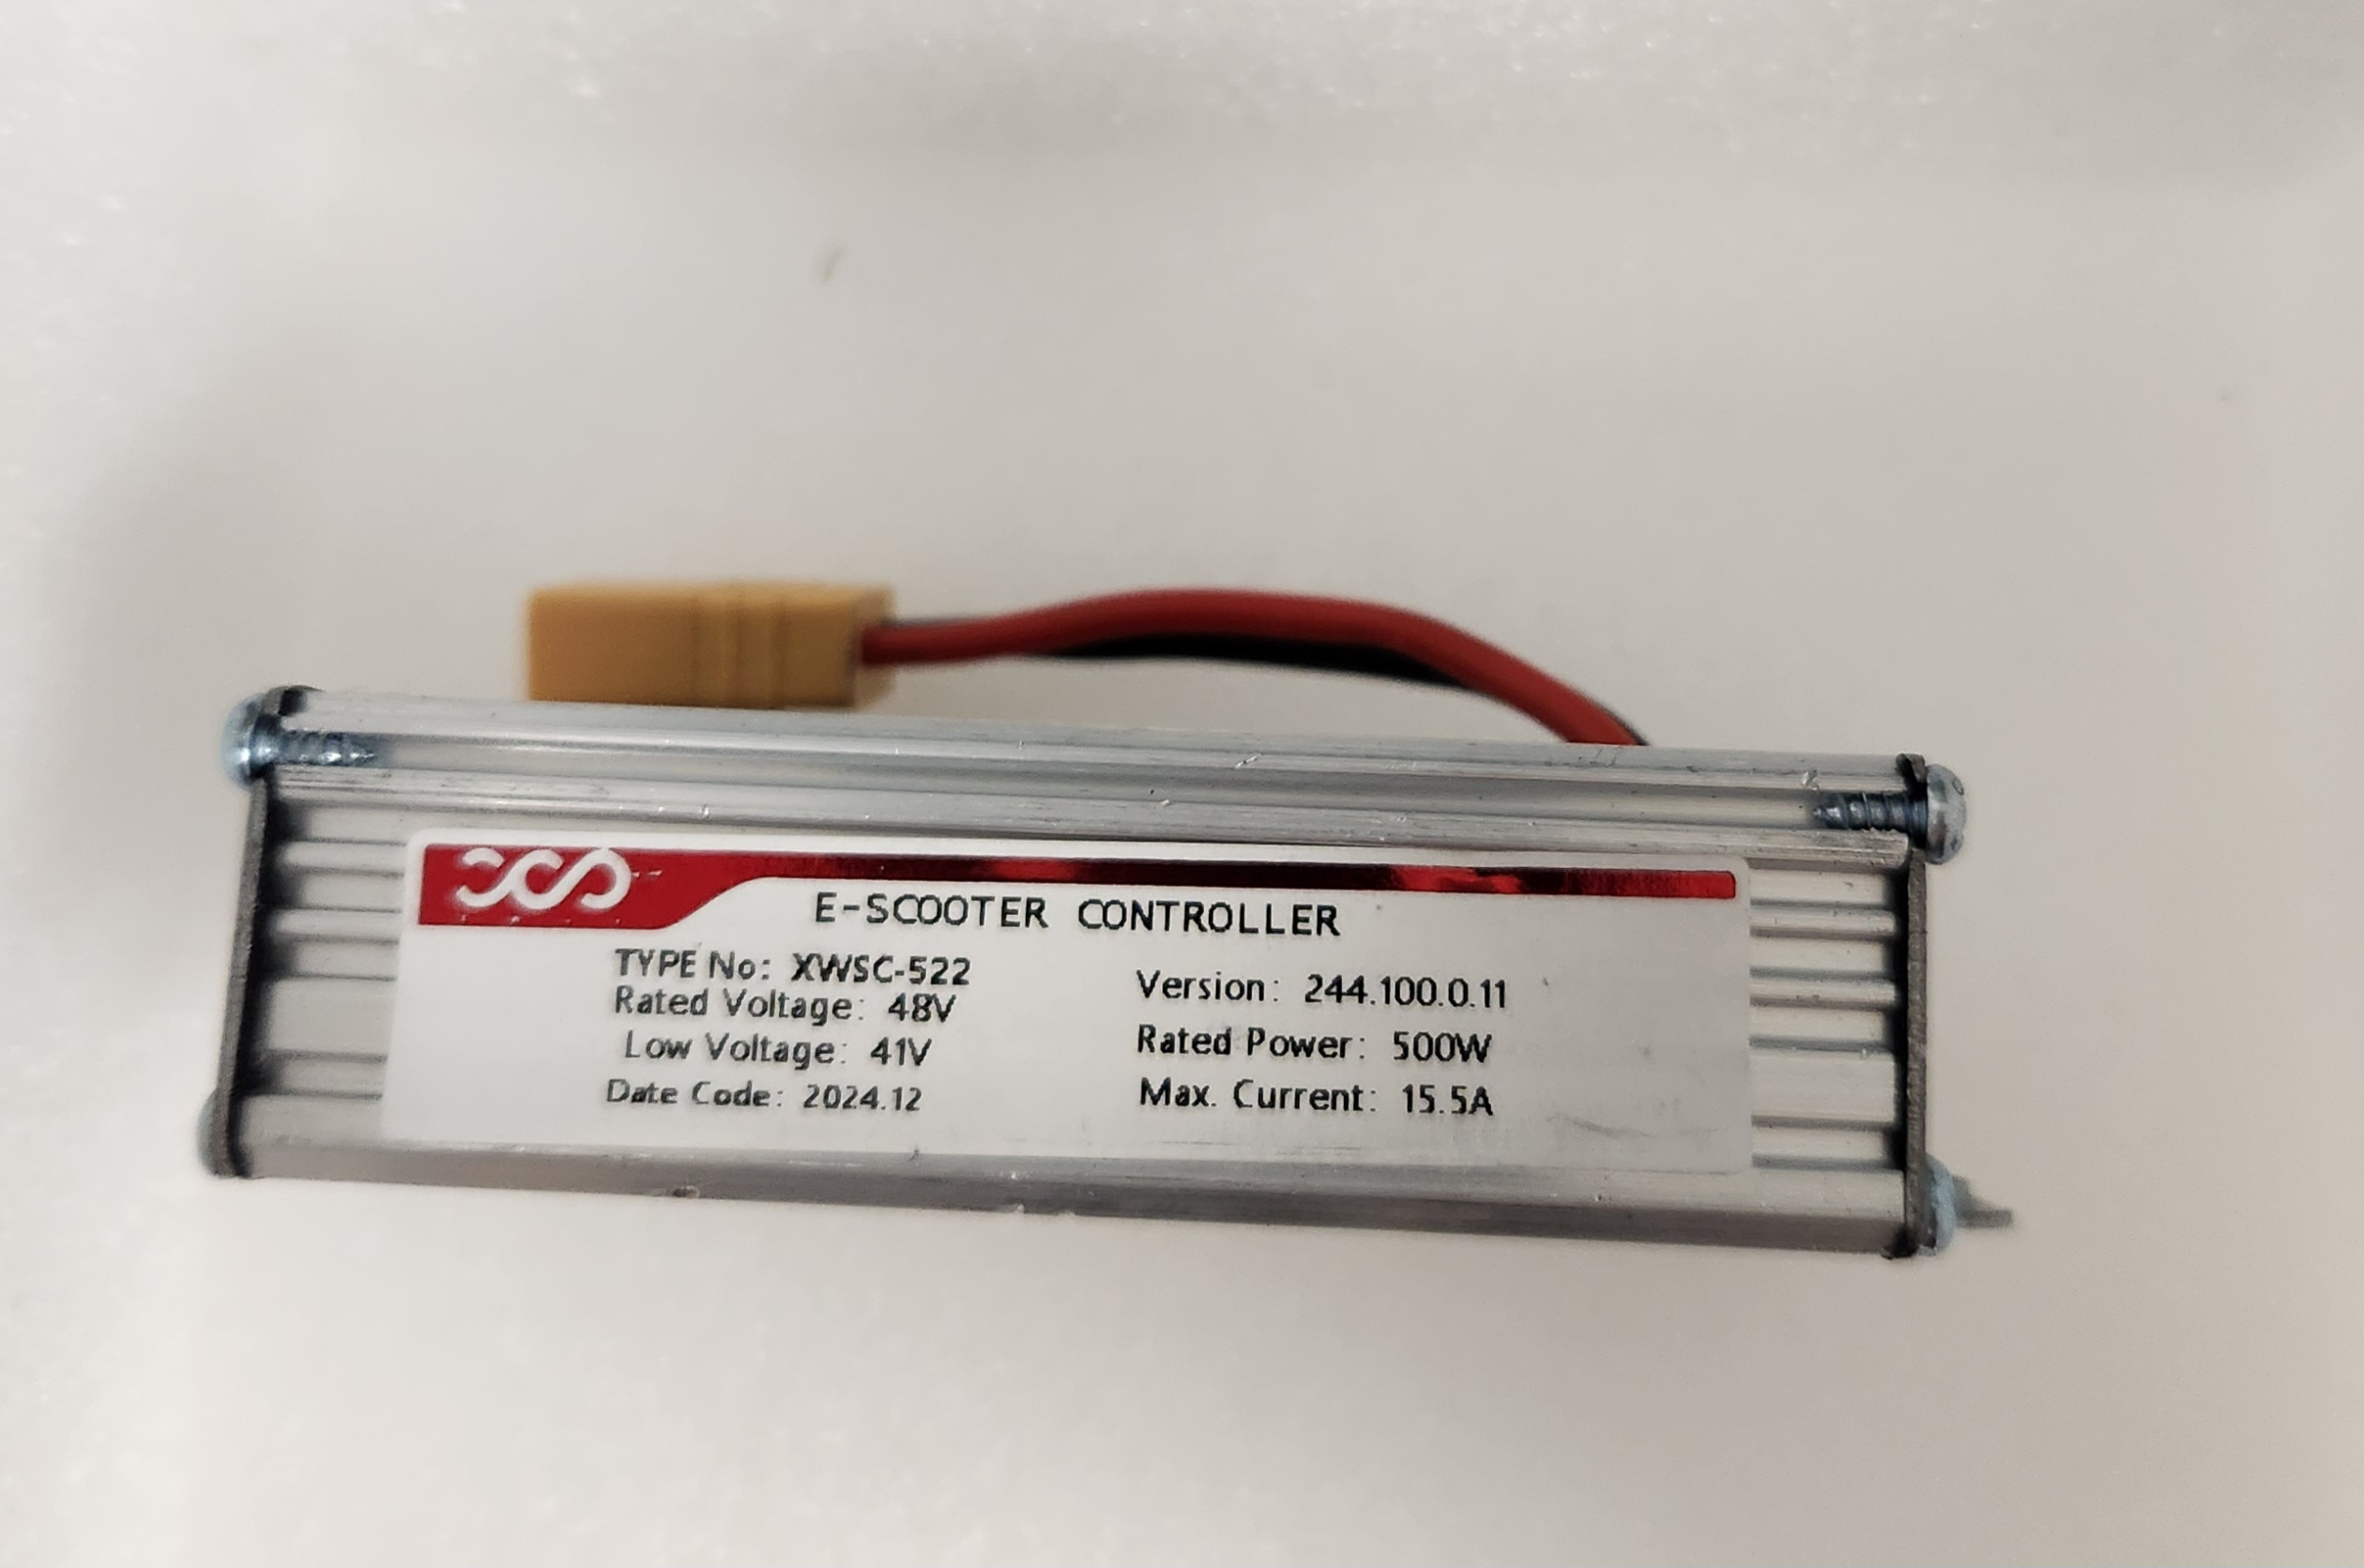 E-SCOOTER CONTROLLER
TYPE No: XWSC-522
Rated Voltage: 48V
Low Voltage: 41V
Date Code: 2024.12
Version: 244.100.0.11
Rated Power: 500W
Max. Current: 15.5A